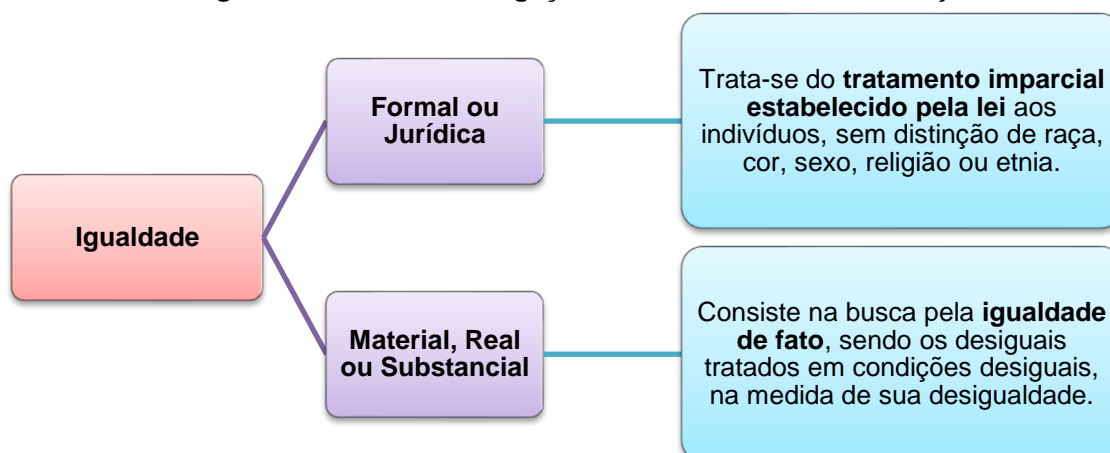 Formal ou
Jurídica
Trata-se do tratamento imparcial
estabelecido pela lei aos
indivíduos, sem distinção de raça,
cor, sexo, religião ou etnia.
Igualdade
Material, Real
ou Substancial
Consiste na busca pela igualdade
de fato, sendo os desiguais
tratados em condições desiguais,
na medida de sua desigualdade.